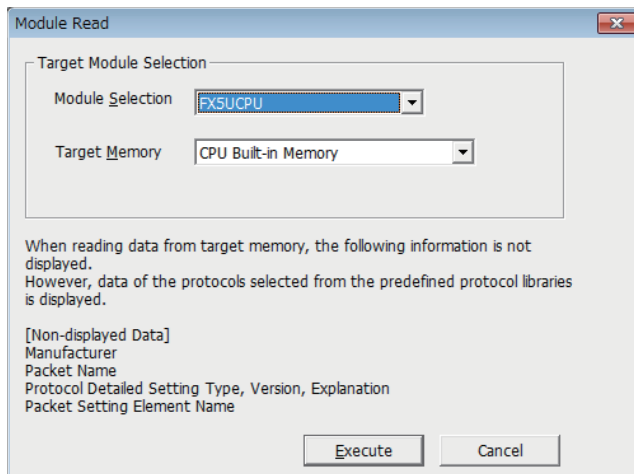 Module Read
Target Module Selection
Module Selection FX5UCPU
Target Memory CPU Built-in Memory
When reading data from target memory, the following information is not
displayed.
However, data of the protocols selected from the predefined protocol libraries
is displayed.
[Non-displayed Data]
Manufacturer
Packet Name
Protocol Detailed Setting Type, Version, Explanation
Packet Setting Element Name
Execute Cancel